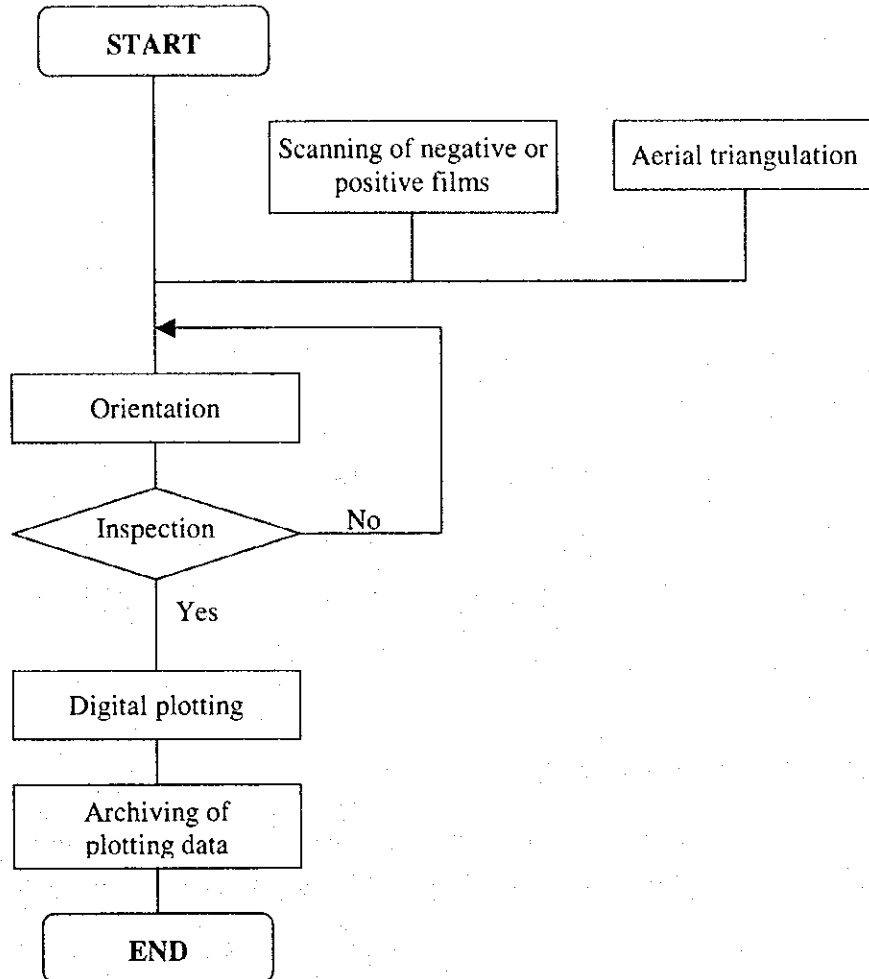 START
Scanning of negative or
positive films
Aerial triangulation
Orientation
Inspection
No
Yes
Digital plotting
Archiving of
plotting data
END